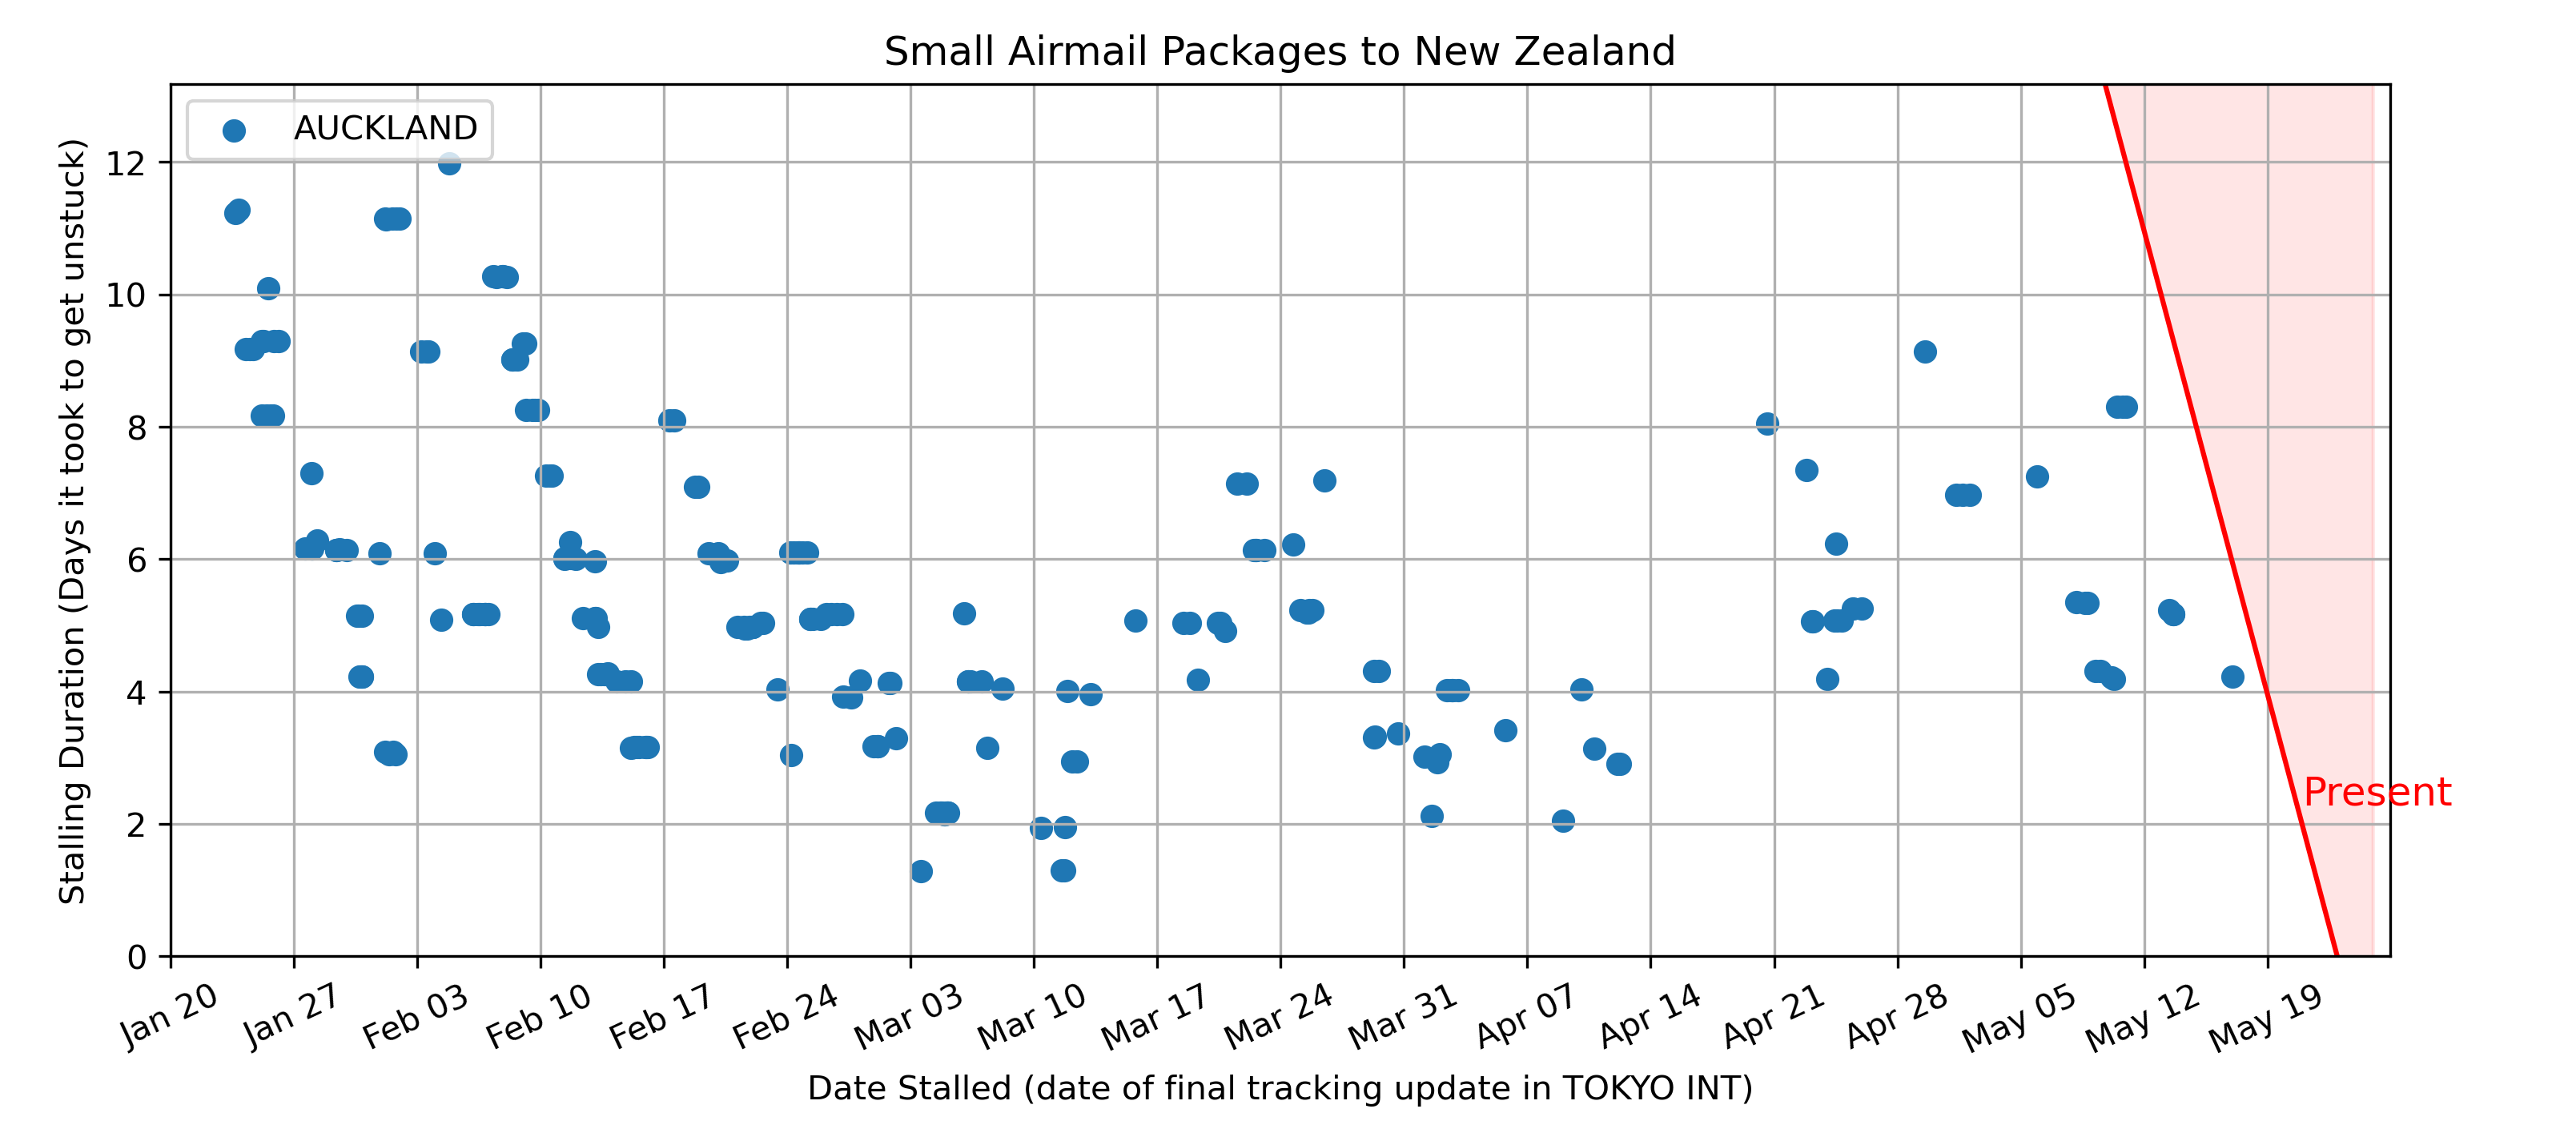 Small Airmail Packages to New Zealand
AUCKLAND
Stalling Duration (Days it took to get unstuck)
12
10
8
6
4
2
0
Present
Jan 20
Jan 27
Feb 03
Feb 10
Feb 17
Feb 24
Mar 03
Mar 10
Mar 17
Mar 24
Mar 31
Apr 07
Apr 14
Apr 21
Apr 28
May 05
May 12
May 19
Date Stalled (date of final tracking update in TOKYO INT)